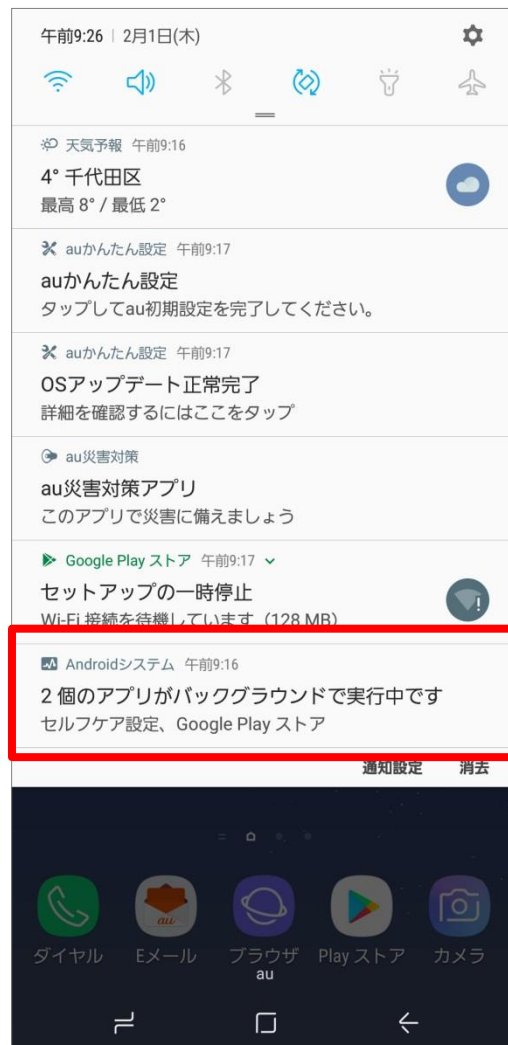 午前9:26 | 2月1日(木)
天気予報 午前9:16
4° 千代田区
最高 8° / 最低 2°
auかんたん設定 午前9:17
auかんたん設定
タップしてau初期設定を完了してください。
auかんたん設定 午前9:17
OSアップデート正常完了
詳細を確認するにはここをタップ
au災害対策
au災害対策アプリ
このアプリで災害に備えましょう
Google Play ストア 午前9:17
セットアップの一時停止
Wi-Fi 接続を待機しています（128 MB）
Androidシステム 午前9:16
2 個のアプリがバックグラウンドで実行中です
セルフケア設定、Google Play ストア
通知設定 消去
au
ダイヤル Eメール ブラウザ Play ストア カメラ
au